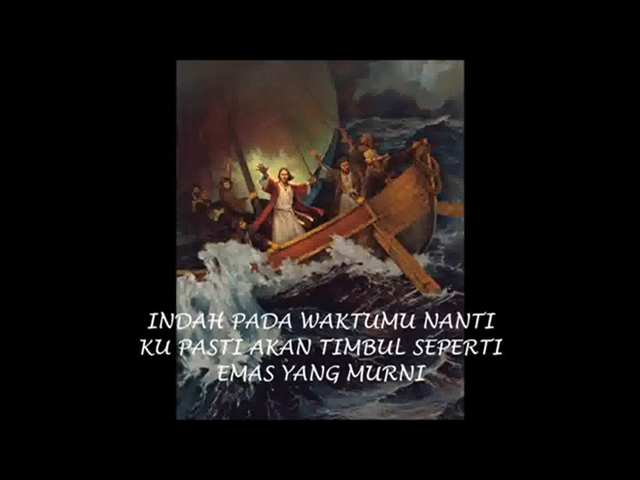 INDAH PADA WAKTUMU NANTI
KU PASTI AKAN TIMBUL SEPERTI
EMAS YANG MURNI